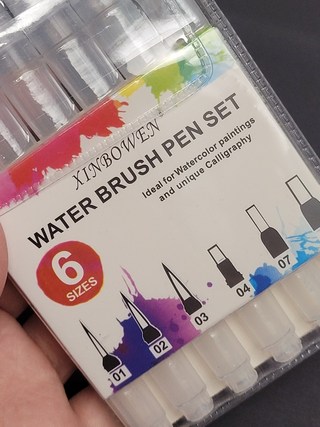 XINBOWEN
WATER BRUSH PEN SET
Ideal for Watercolor paintings
and unique Calligraphy
6
SIZES
01 02 03 04 07